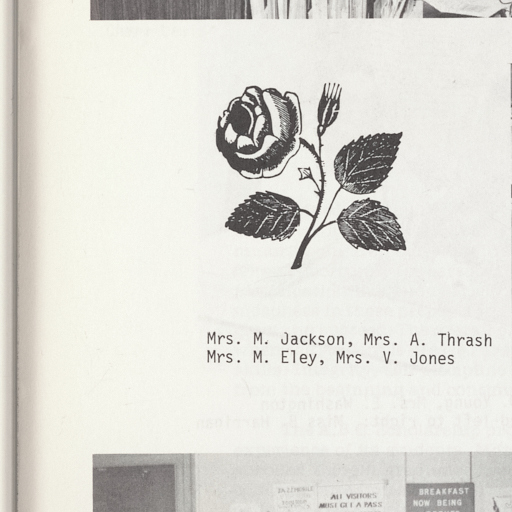 Mrs. M. Jackson, Mrs. A. Thrash
Mrs. M. Eley, Mrs. V. Jones
ALL VISITORS
MUST GET A PASS
BREAKFAST
NOW BEING